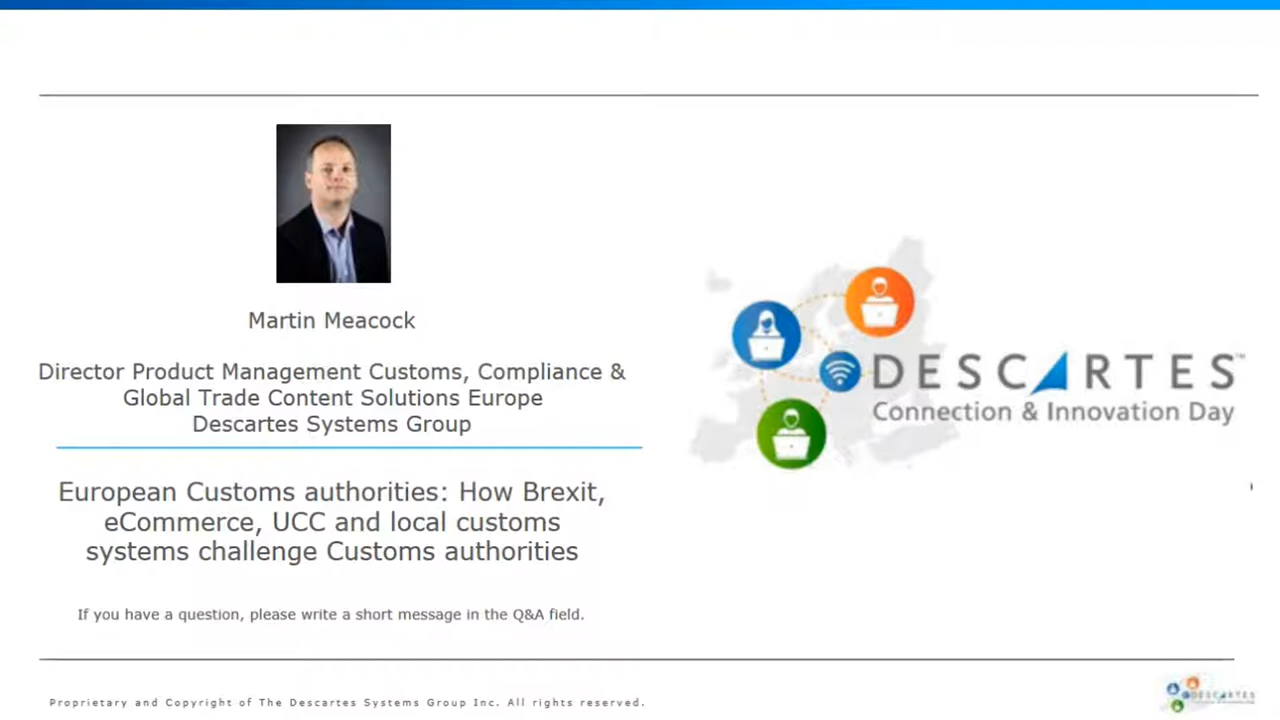 Martin Meacock
Director Product Management Customs, Compliance &
Global Trade Content Solutions Europe
Descartes Systems Group
European Customs authorities: How Brexit,
eCommerce, UCC and local customs
systems challenge Customs authorities
If you have a question, please write a short message in the Q&A field.
DESCARTES™
Connection & Innovation Day
Proprietary and Copyright of The Descartes Systems Group Inc. All rights reserved.
DESCARTES